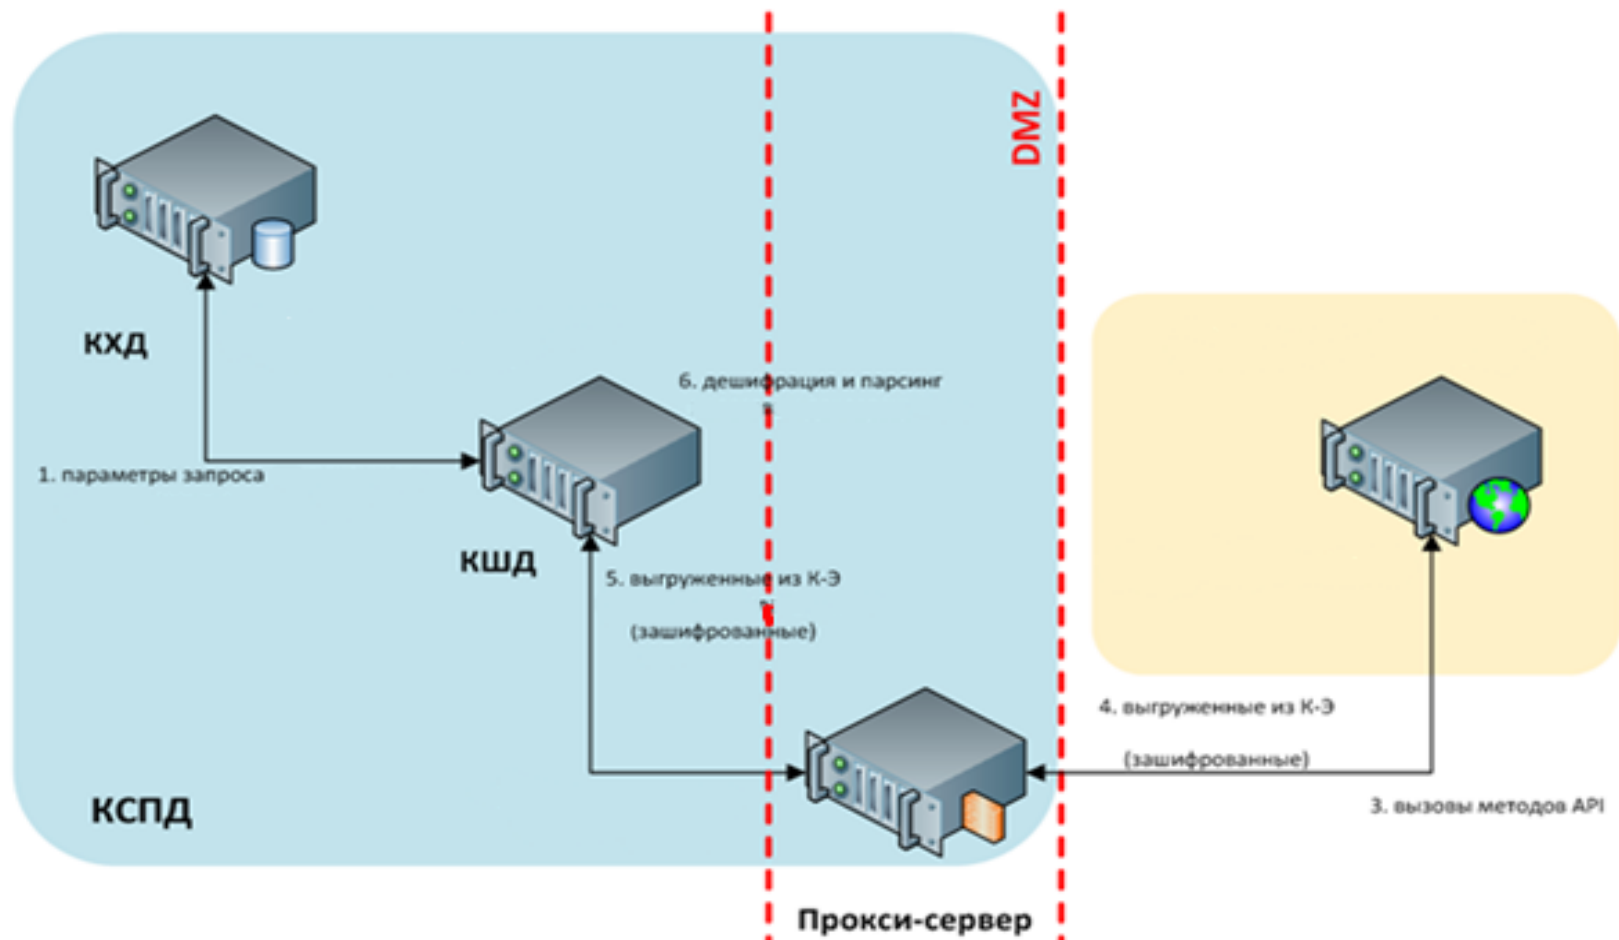 DMZ
КХД
6. дешифрация и парсинг
1. параметры запроса
КШД
5. выгруженные из К-Э
(зашифрованные)
4. выгруженные из К-Э
(зашифрованные)
3. вызовы методов API
КСПД
Прокси-сервер